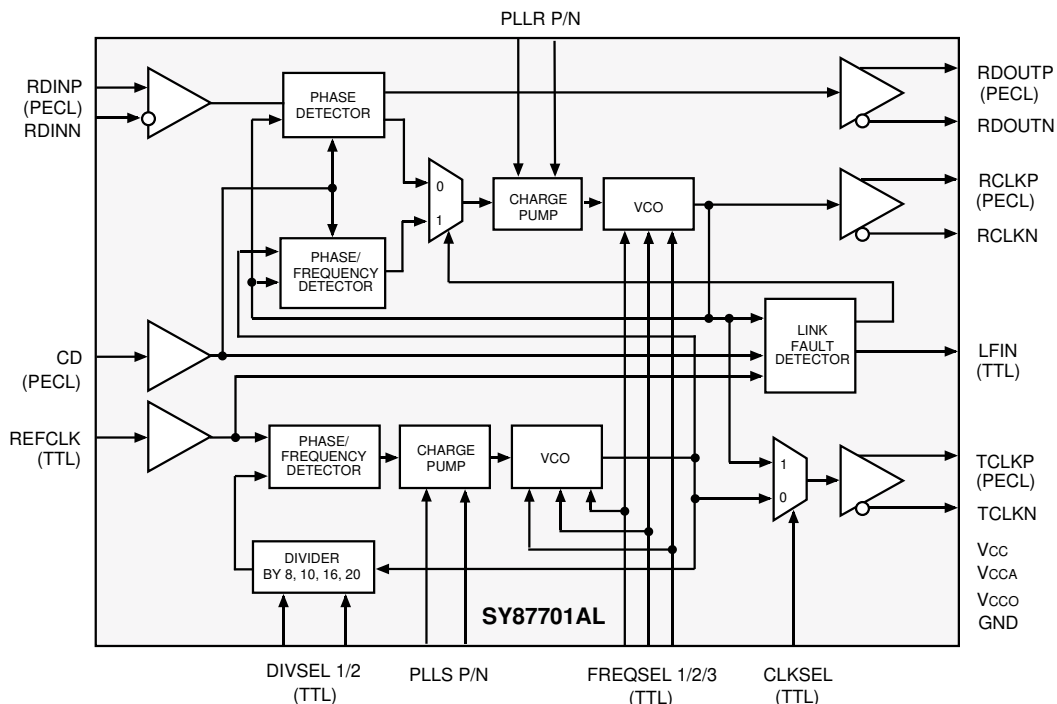 PLLR P/N
RDINP
(PECL)
RDINN
PHASE
DETECTOR
RDOUTP
(PECL)
RDOUTN
0
1
CHARGE
PUMP
VCO
RCLKP
(PECL)
RCLKN
PHASE/
FREQUENCY
DETECTOR
CD
(PECL)
LINK
FAULT
DETECTOR
LFIN
(TTL)
REFCLK
(TTL)
PHASE/
FREQUENCY
DETECTOR
CHARGE
PUMP
VCO
1
0
TCLKP
(PECL)
TCLKN
DIVIDER
BY 8, 10, 16, 20
VCC
VCCA
VCCO
GND
SY87701AL
DIVSEL 1/2
(TTL)
PLLS P/N
FREQSEL 1/2/3
(TTL)
CLKSEL
(TTL)